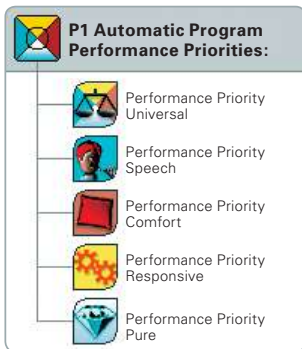 P1 Automatic Program
Performance Priorities:
Performance Priority
Universal
Performance Priority
Speech
Performance Priority
Comfort
Performance Priority
Responsive
Performance Priority
Pure